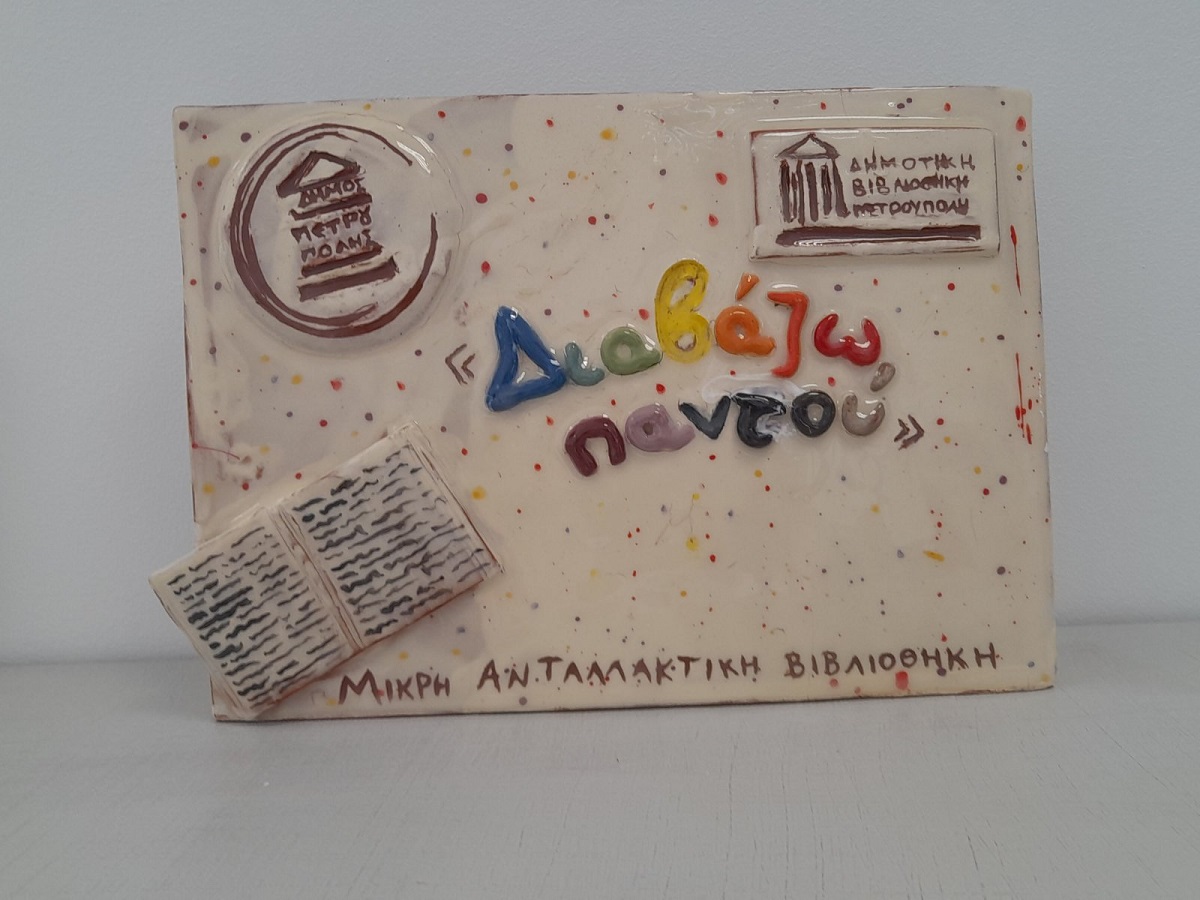 ΔΗΜΟΣ
ΠΕΤΡΟΥ
ΠΟΛΗΣ
ΔΗΜΟΤΙΚΗ
ΒΙΒΛΙΟΘΗΚΗ
ΠΕΤΡΟΥΠΟΛΗ
«Διαβάζω
παντού»
ΜΙΚΡΗ ΑΝΤΑΛΛΑΚΤΙΚΗ ΒΙΒΛΙΟΘΗΚΗ